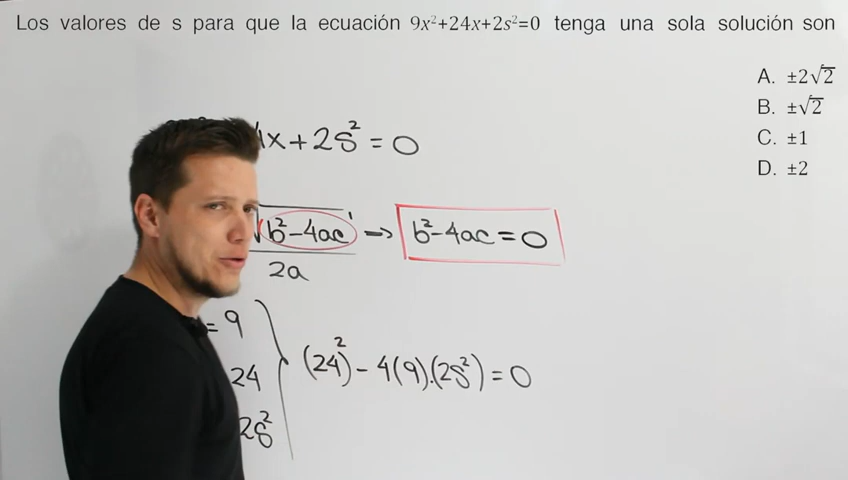 Los valores de s para que la ecuación 9x²+24x+2s²=0 tenga una sola solución son
A. ±2√2
B. ±√2
C. ±1
D. ±2
x+2s²=0
√b²-4ac → b²-4ac=0
2a
=9
24 (24)²-4(9).(2s²)=0
2s²